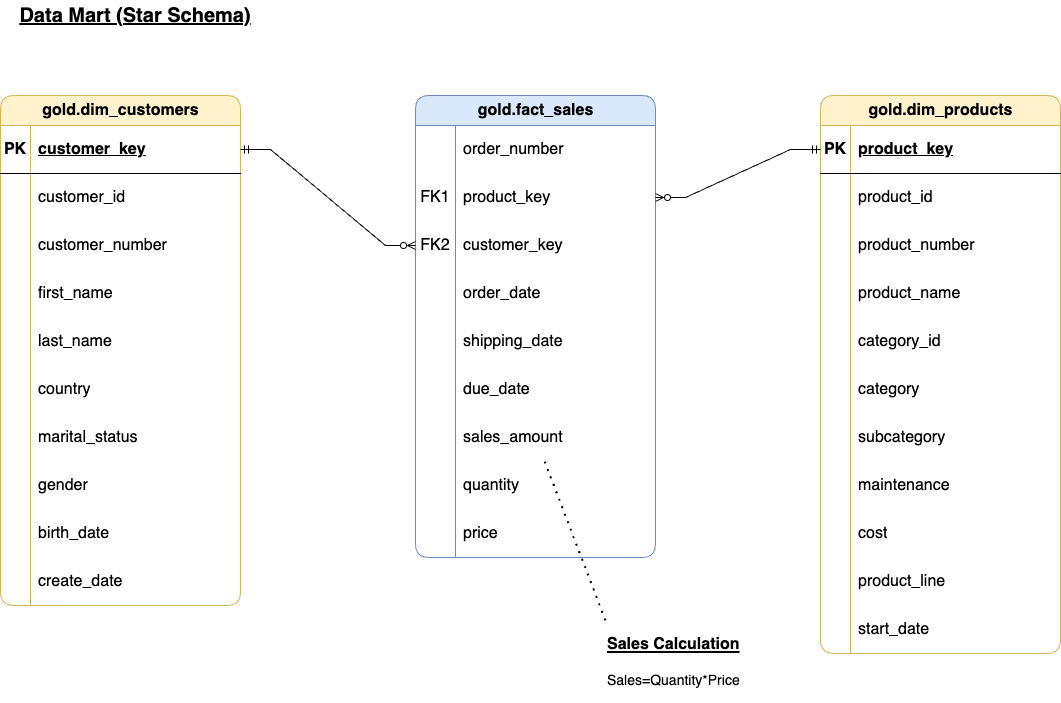 Data Mart (Star Schema)
gold.dim_customers
PK customer_key
customer_id
customer_number
first_name
last_name
country
marital_status
gender
birth_date
create_date
gold.fact_sales
order_number
FK1 product_key
FK2 customer_key
order_date
shipping_date
due_date
sales_amount
quantity
price
Sales Calculation
Sales=Quantity*Price
gold.dim_products
PK product_key
product_id
product_number
product_name
category_id
category
subcategory
maintenance
cost
product_line
start_date